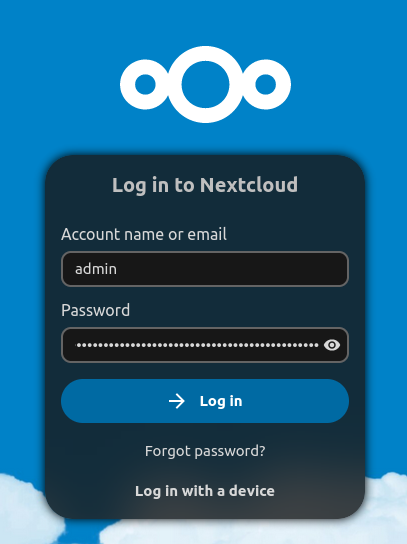 Log in to Nextcloud
Account name or email
admin
Password
Log in
Forgot password?
Log in with a device